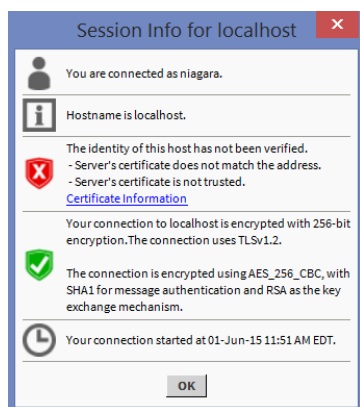 Session Info for localhost
You are connected as niagara.
Hostname is localhost.
The identity of this host has not been verified.
- Server's certificate does not match the address.
- Server's certificate is not trusted.
Certificate Information
Your connection to localhost is encrypted with 256-bit
encryption.The connection uses TLSv1.2.
The connection is encrypted using AES_256_CBC, with
SHA1 for message authentication and RSA as the key
exchange mechanism.
Your connection started at 01-Jun-15 11:51 AM EDT.
OK